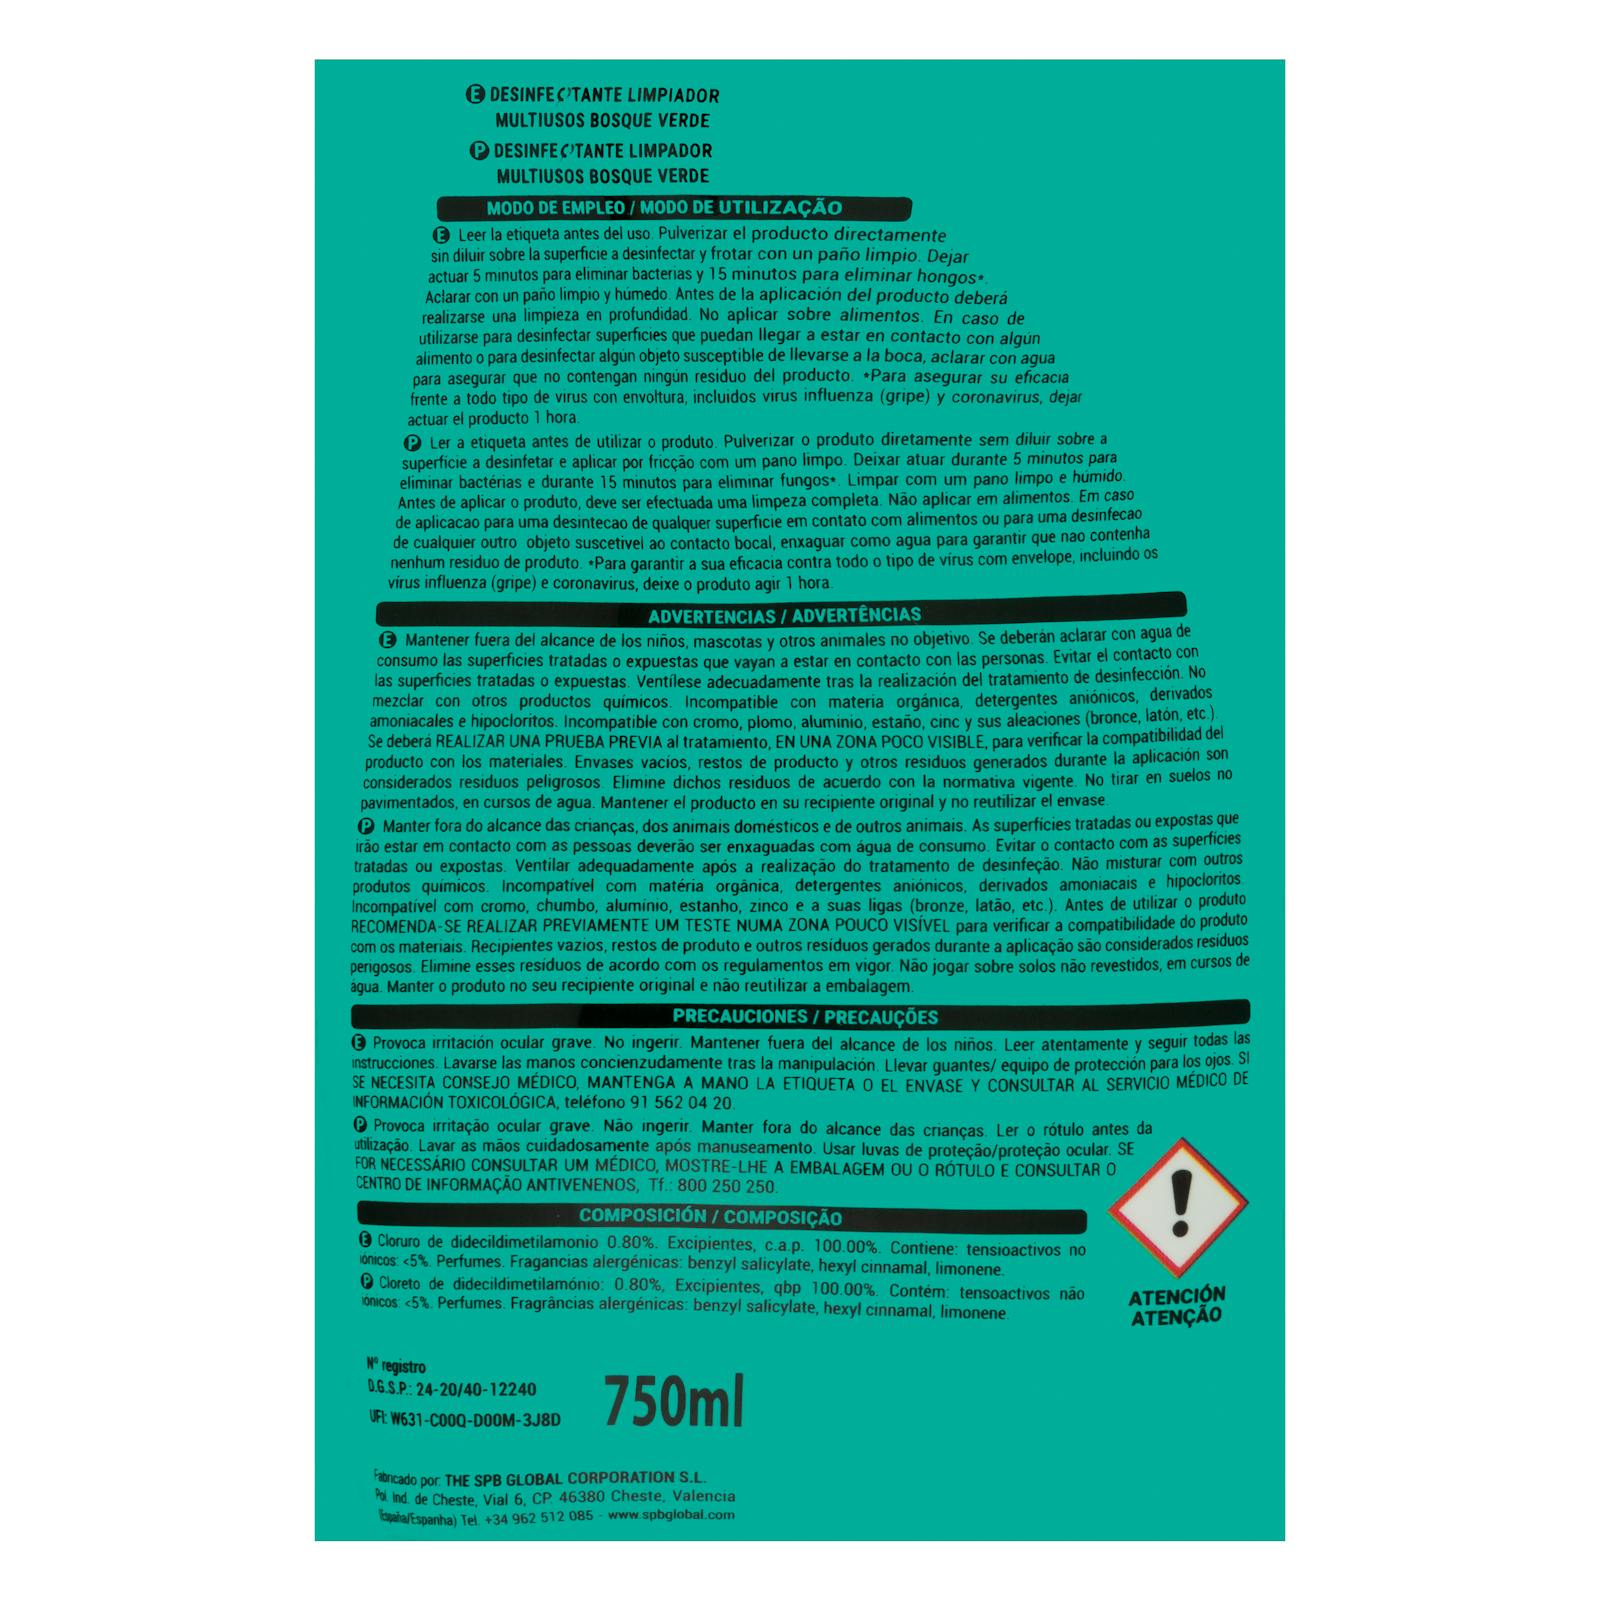 E DESINFECTANTE LIMPIADOR
MULTIUSOS BOSQUE VERDE
P DESINFECTANTE LIMPADOR
MULTIUSOS BOSQUE VERDE
MODO DE EMPLEO / MODO DE UTILIZAÇÃO
E Leer la etiqueta antes del uso. Pulverizar el producto directamente
sin diluir sobre la superficie a desinfectar y frotar con un paño limpio. Dejar
actuar 5 minutos para eliminar bacterias y 15 minutos para eliminar hongos*.
Aclarar con un paño limpio y húmedo. Antes de la aplicación del producto deberá
realizarse una limpieza en profundidad. No aplicar sobre alimentos. En caso de
utilizarse para desinfectar superficies que puedan llegar a estar en contacto con algún
alimento o para desinfectar algún objeto susceptible de llevarse a la boca, aclarar con agua
para asegurar que no contengan ningún residuo del producto. *Para asegurar su eficacia
frente a todo tipo de virus con envoltura, incluidos virus influenza (gripe) y coronavirus, dejar
actuar el producto 1 hora.
P Ler a etiqueta antes de utilizar o produto. Pulverizar o produto diretamente sem diluir sobre a
superfície a desinfetar e aplicar por fricção com um pano limpo. Deixar atuar durante 5 minutos para
eliminar bactérias e durante 15 minutos para eliminar fungos*. Limpar com um pano limpo e húmido.
Antes de aplicar o produto, deve ser efectuada uma limpeza completa. Não aplicar em alimentos. Em caso
de aplicacao para uma desintecao de qualquer superfície em contato com alimentos ou para uma desinfecao
de cualquier outro objeto suscetivel ao contacto bocal, enxaguar como agua para garantir que nao contenha
nenhum residuo de produto. *Para garantir a sua eficacia contra todo o tipo de vírus com envelope, incluindo os
vírus influenza (gripe) e coronavirus, deixe o produto agir 1 hora.
ADVERTENCIAS / ADVERTÊNCIAS
E Mantener fuera del alcance de los niños, mascotas y otros animales no objetivo. Se deberán aclarar con agua de
consumo las superficies tratadas o expuestas que vayan a estar en contacto con las personas. Evitar el contacto con
las superficies tratadas o expuestas. Ventílese adecuadamente tras la realización del tratamiento de desinfección. No
mezclar con otros productos químicos. Incompatible con materia orgánica, detergentes aniónicos, derivados
amoniacales e hipocloritos. Incompatible con cromo, plomo, aluminio, estaño, cinc y sus aleaciones (bronce, latón, etc.).
Se deberá REALIZAR UNA PRUEBA PREVIA al tratamiento, EN UNA ZONA POCO VISIBLE, para verificar la compatibilidad del
producto con los materiales. Envases vacíos, restos de producto y otros residuos generados durante la aplicación son
considerados residuos peligrosos. Elimine dichos residuos de acuerdo con la normativa vigente. No tirar en suelos no
pavimentados, en cursos de agua. Mantener el producto en su recipiente original y no reutilizar el envase.
P Manter fora do alcance das crianças, dos animais domésticos e de outros animais. As superfícies tratadas ou expostas que
irão estar em contacto com as pessoas deverão ser enxaguadas com água de consumo. Evitar o contacto com as superfícies
tratadas ou expostas. Ventilar adequadamente após a realização do tratamento de desinfeção. Não misturar com outros
produtos químicos. Incompatível com matéria orgânica, detergentes aniónicos, derivados amoniacais e hipocloritos.
Incompatível com cromo, chumbo, alumínio, estanho, zinco e a suas ligas (bronze, latão, etc.). Antes de utilizar o produto
RECOMENDA-SE REALIZAR PREVIAMENTE UM TESTE NUMA ZONA POUCO VISÍVEL para verificar a compatibilidade do produto
com os materiais. Recipientes vazios, restos de produto e outros resíduos gerados durante a aplicação são considerados resíduos
perigosos. Elimine esses resíduos de acordo com os regulamentos em vigor. Não jogar sobre solos não revestidos, em cursos de
água. Manter o produto no seu recipiente original e não reutilizar a embalagem.
PRECAUCIONES / PRECAUÇÕES
E Provoca irritación ocular grave. No ingerir. Mantener fuera del alcance de los niños. Leer atentamente y seguir todas las
instrucciones. Lavarse las manos concienzudamente tras la manipulación. Llevar guantes/ equipo de protección para los ojos. SI
SE NECESITA CONSEJO MÉDICO, MANTENGA A MANO LA ETIQUETA O EL ENVASE Y CONSULTAR AL SERVICIO MÉDICO DE
INFORMACIÓN TOXICOLÓGICA, teléfono 91 562 04 20.
P Provoca irritação ocular grave. Não ingerir. Manter fora do alcance das crianças. Ler o rótulo antes da
utilização. Lavar as mãos cuidadosamente após manuseamento. Usar luvas de proteção/proteção ocular. SE
FOR NECESSÁRIO CONSULTAR UM MÉDICO, MOSTRE-LHE A EMBALAGEM OU O RÓTULO E CONSULTAR O
CENTRO DE INFORMAÇÃO ANTIVENENOS, Tf.: 800 250 250.
COMPOSICIÓN / COMPOSIÇÃO
E Cloruro de didecildimetilamonio 0.80%. Excipientes, c.a.p. 100.00%. Contiene: tensioactivos no
iónicos: <5%. Perfumes. Fragancias alergénicas: benzyl salicylate, hexyl cinnamal, limonene.
P Cloreto de didecildimetilamónio: 0.80%, Excipientes, qbp 100.00%. Contém: tensoactivos não
iónicos: <5%. Perfumes. Fragrâncias alergénicas: benzyl salicylate, hexyl cinnamal, limonene.
ATENCIÓN
ATENÇÃO
Nº registro
D.G.S.P.: 24-20/40-12240
UFI: W631-C00Q-D00M-3J8D
750ml
Fabricado por: THE SPB GLOBAL CORPORATION S.L.
Pol. Ind. de Cheste, Vial 6, CP. 46380 Cheste, Valencia
(España/Espanha) Tel. +34 962 512 085 - www.spbglobal.com